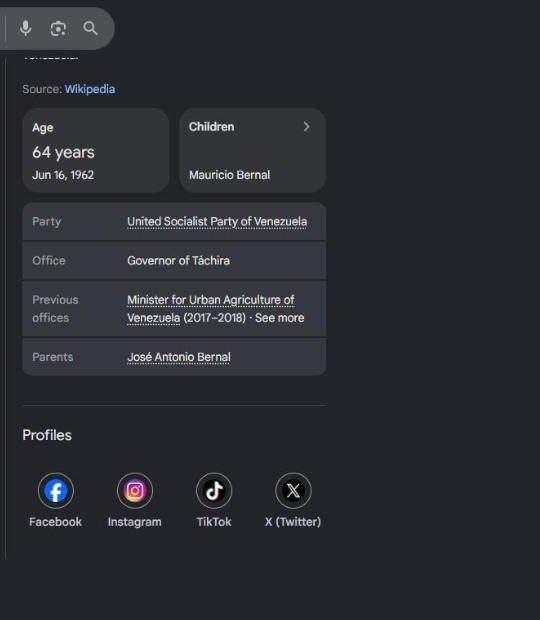 Source: Wikipedia
Age
64 years
Jun 16, 1962
Children
Mauricio Bernal
Party
United Socialist Party of Venezuela
Office
Governor of Táchira
Previous
offices
Minister for Urban Agriculture of
Venezuela (2017–2018) · See more
Parents
José Antonio Bernal
Profiles
Facebook
Instagram
TikTok
X (Twitter)